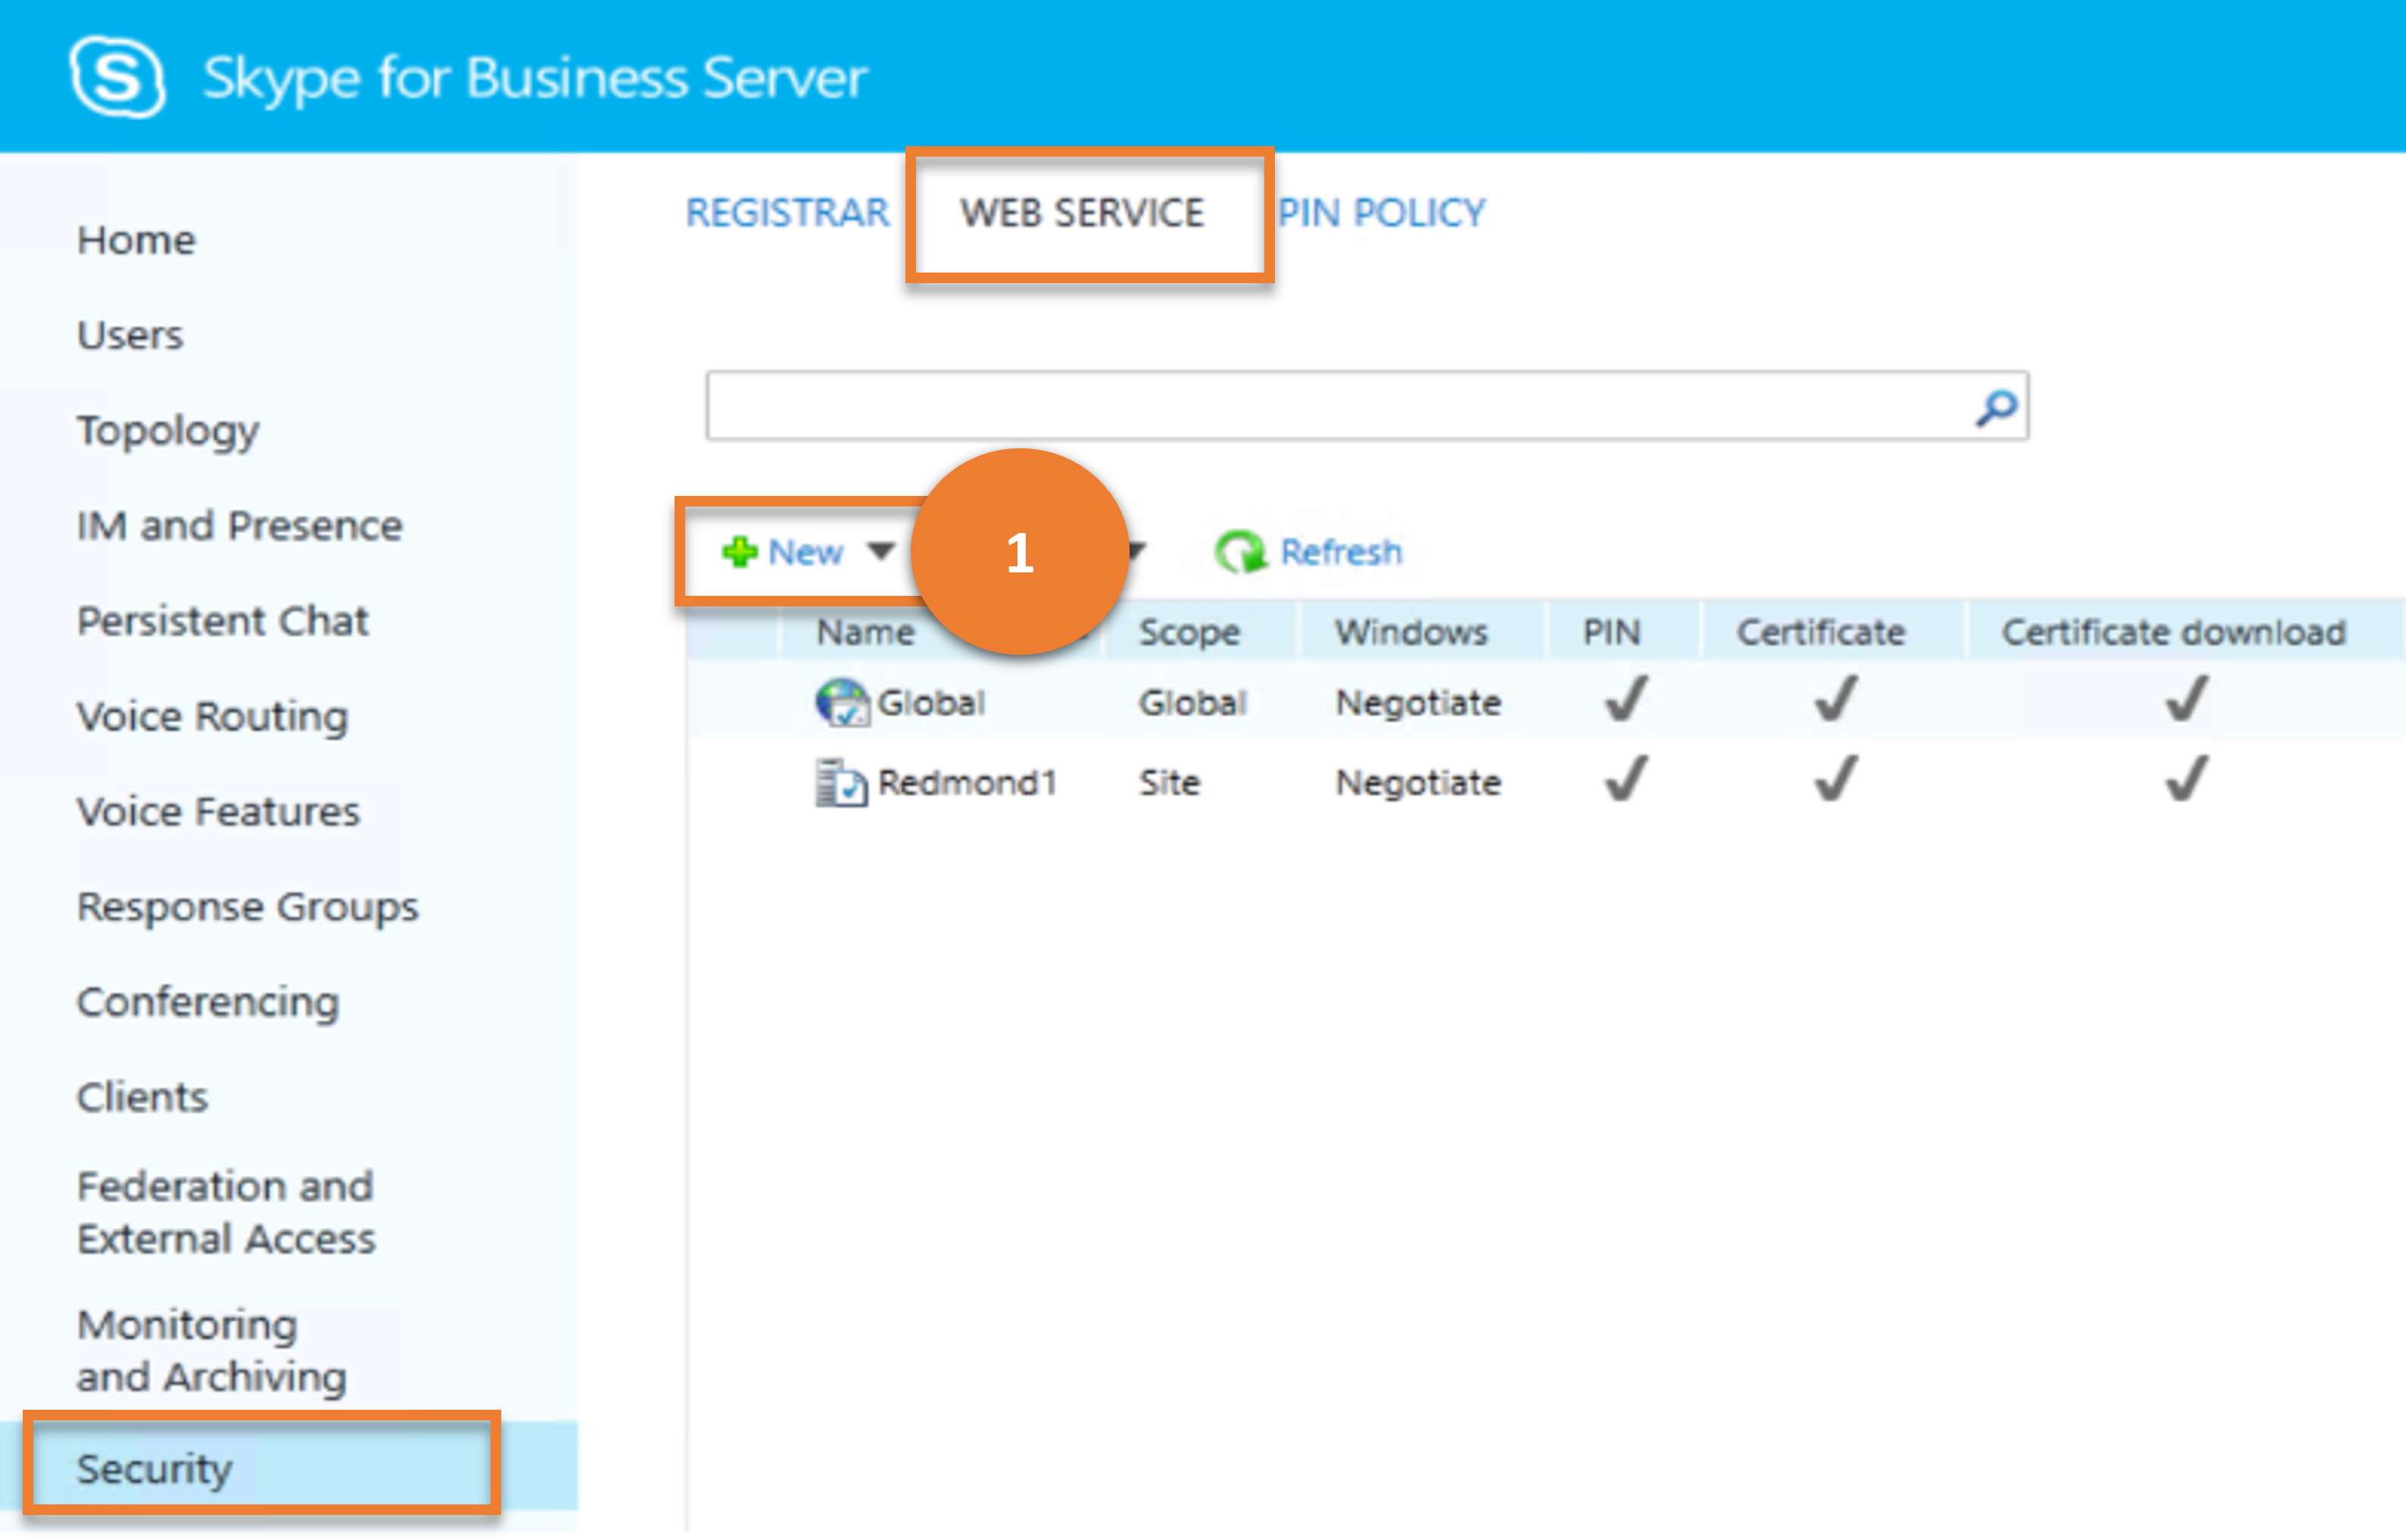 Skype for Business Server
REGISTRAR WEB SERVICE PIN POLICY
Home
Users
Topology
IM and Presence
Persistent Chat
Voice Routing
Voice Features
Response Groups
Conferencing
Clients
Federation and
External Access
Monitoring
and Archiving
Security
New 1 Refresh
Name Scope Windows PIN Certificate Certificate download
Global Global Negotiate ✓ ✓ ✓
Redmond1 Site Negotiate ✓ ✓ ✓